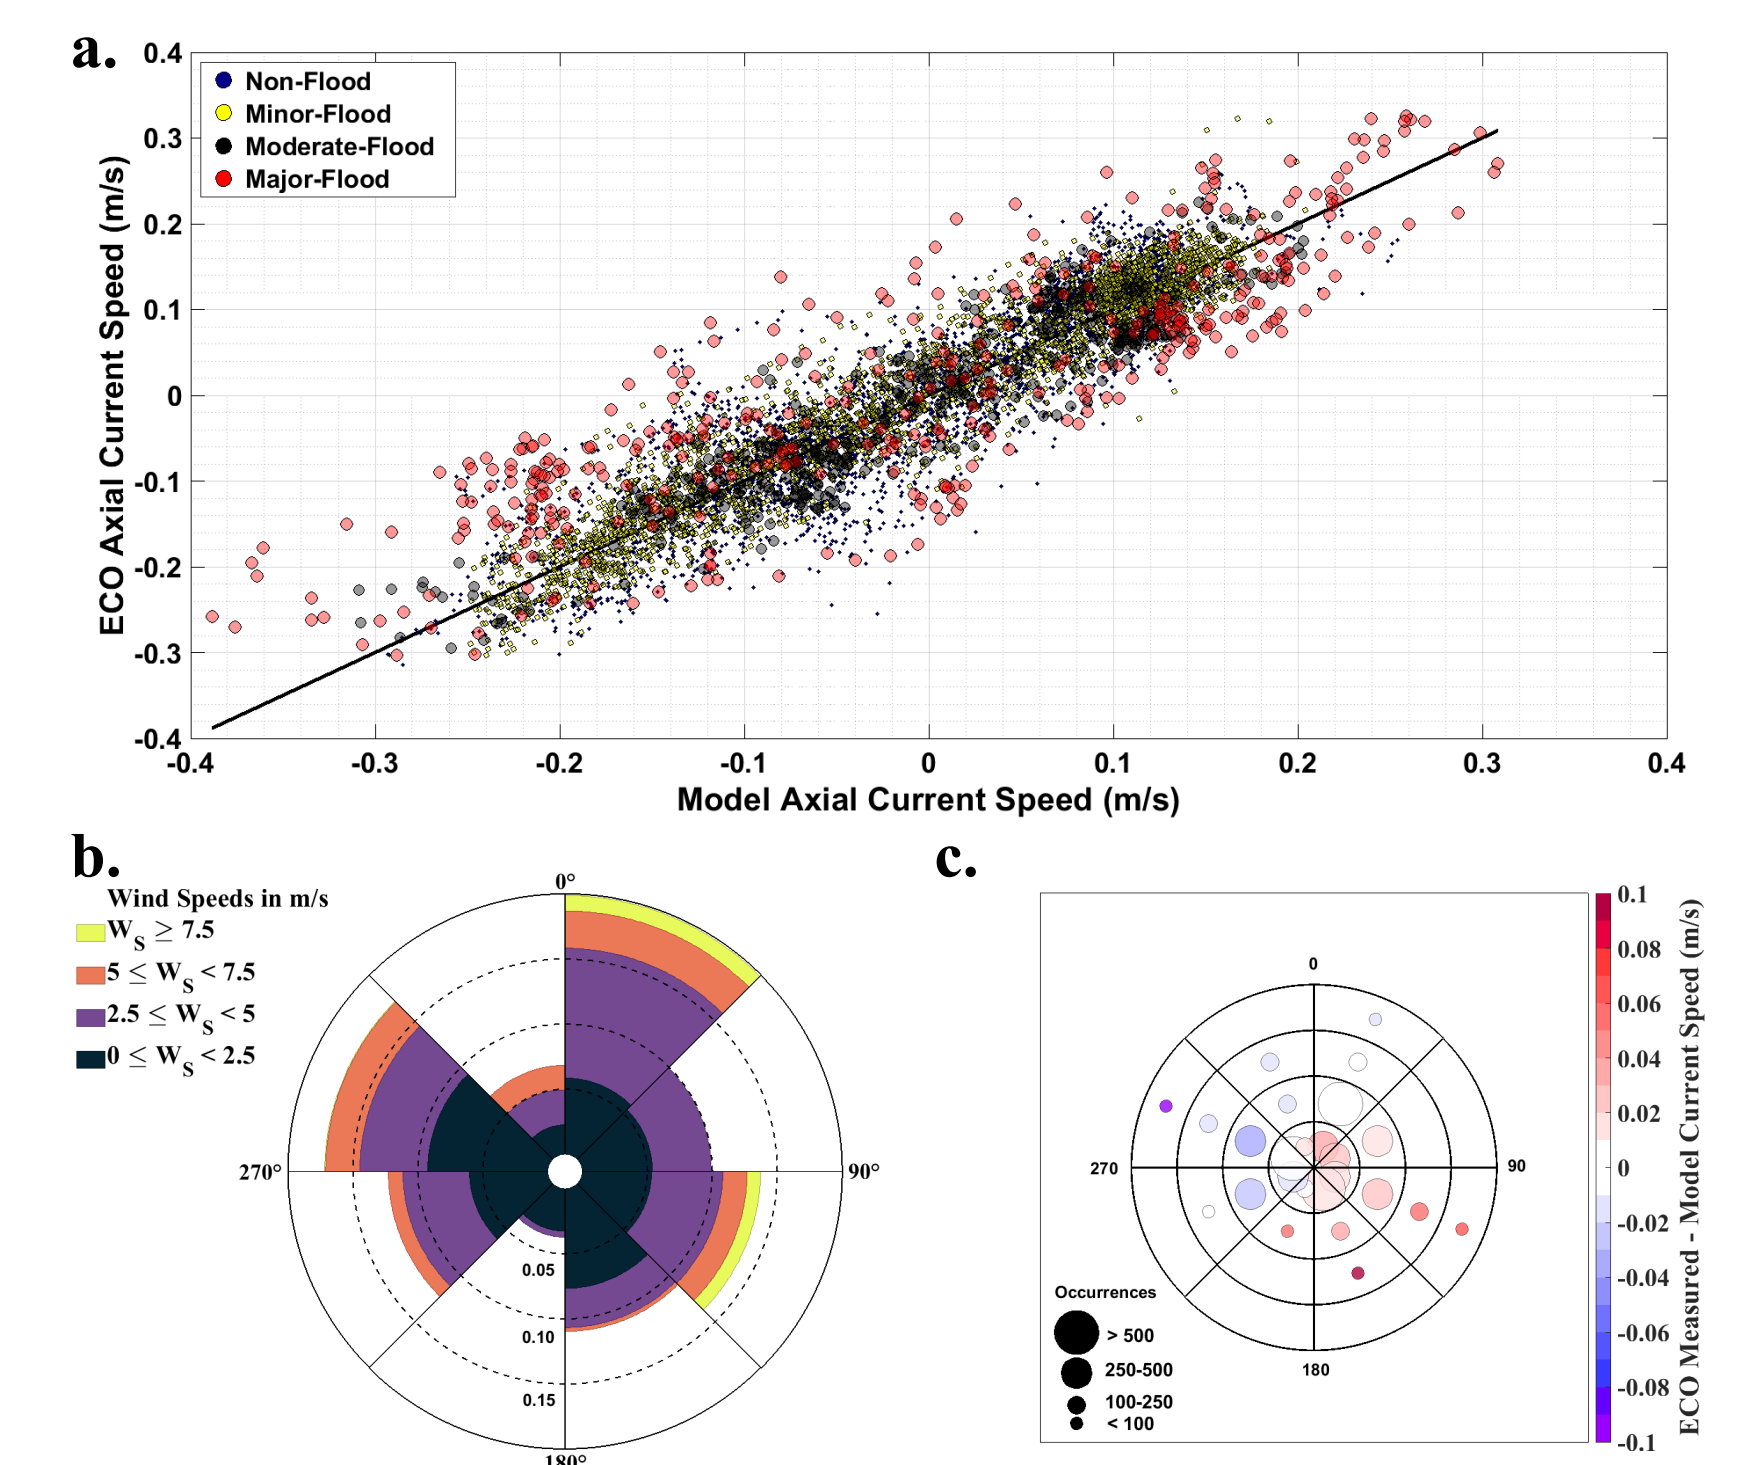 a.
0.4
0.3
0.2
0.1
0
-0.1
-0.2
-0.3
-0.4
ECO Axial Current Speed (m/s)
Non-Flood
Minor-Flood
Moderate-Flood
Major-Flood
-0.4 -0.3 -0.2 -0.1 0 0.1 0.2 0.3 0.4
Model Axial Current Speed (m/s)
b.
Wind Speeds in m/s
W_S ≥ 7.5
5 ≤ W_S < 7.5
2.5 ≤ W_S < 5
0 ≤ W_S < 2.5
0°
90°
180°
270°
0.05
0.10
0.15
c.
0
90
180
270
Occurrences
> 500
250-500
100-250
< 100
0.1
0.08
0.06
0.04
0.02
0
-0.02
-0.04
-0.06
-0.08
-0.1
ECO Measured - Model Current Speed (m/s)